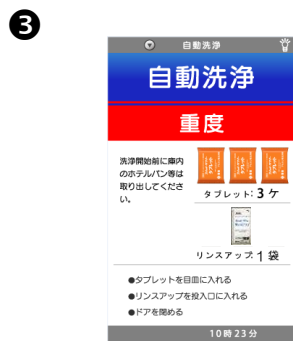 ❸
自動洗浄
自動洗浄
重度
洗浄開始前に庫内
のホテルパン等は
取り出してくださ
い。
タブレット:3 ケ
リンスアップ:1 袋
●タブレットを目皿に入れる
●リンスアップを投入口に入れる
●ドアを閉める
10時23分